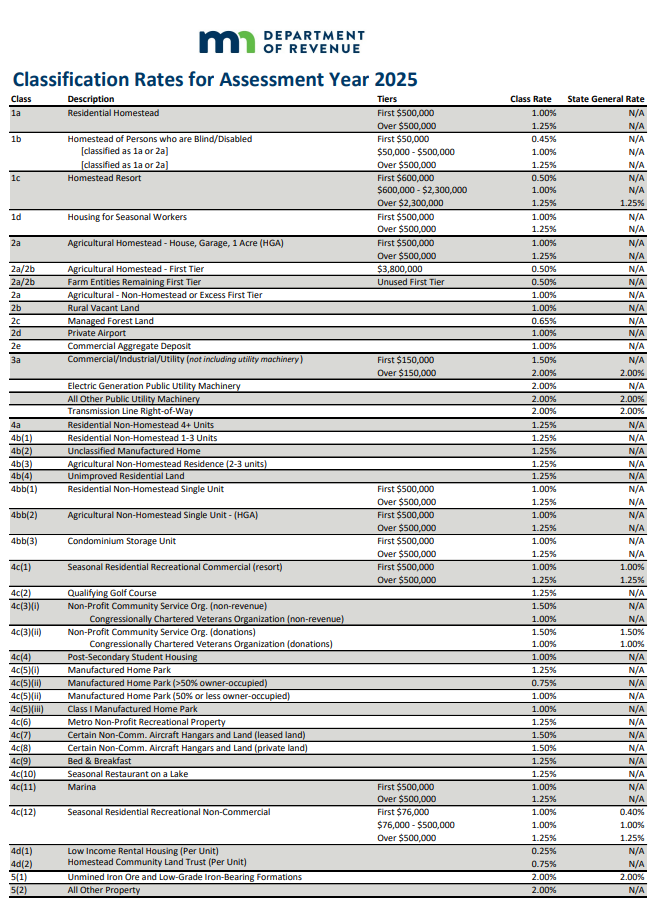 DEPARTMENT
OF REVENUE
Classification Rates for Assessment Year 2025
Class Description Tiers Class Rate State General Rate
1a Residential Homestead First $500,000 1.00% N/A
Over $500,000 1.25% N/A
1b Homestead of Persons who are Blind/Disabled First $50,000 0.45% N/A
[classified as 1a or 2a] $50,000 - $500,000 1.00% N/A
[classified as 1a or 2a] Over $500,000 1.25% N/A
1c Homestead Resort First $600,000 0.50% N/A
$600,000 - $2,300,000 1.00% N/A
Over $2,300,000 1.25% 1.25%
1d Housing for Seasonal Workers First $500,000 1.00% N/A
Over $500,000 1.25% N/A
2a Agricultural Homestead - House, Garage, 1 Acre (HGA) First $500,000 1.00% N/A
Over $500,000 1.25% N/A
2a/2b Agricultural Homestead - First Tier $3,800,000 0.50% N/A
2a/2b Farm Entities Remaining First Tier Unused First Tier 0.50% N/A
2a Agricultural - Non-Homestead or Excess First Tier 1.00% N/A
2b Rural Vacant Land 1.00% N/A
2c Managed Forest Land 0.65% N/A
2d Private Airport 1.00% N/A
2e Commercial Aggregate Deposit 1.00% N/A
3a Commercial/Industrial/Utility (not including utility machinery) First $150,000 1.50% N/A
Over $150,000 2.00% 2.00%
Electric Generation Public Utility Machinery 2.00% N/A
All Other Public Utility Machinery 2.00% 2.00%
Transmission Line Right-of-Way 2.00% 2.00%
4a Residential Non-Homestead 4+ Units 1.25% N/A
4b(1) Residential Non-Homestead 1-3 Units 1.25% N/A
4b(2) Unclassified Manufactured Home 1.25% N/A
4b(3) Agricultural Non-Homestead Residence (2-3 units) 1.25% N/A
4b(4) Unimproved Residential Land 1.25% N/A
4bb(1) Residential Non-Homestead Single Unit First $500,000 1.00% N/A
Over $500,000 1.25% N/A
4bb(2) Agricultural Non-Homestead Single Unit - (HGA) First $500,000 1.00% N/A
Over $500,000 1.25% N/A
4bb(3) Condominium Storage Unit First $500,000 1.00% N/A
Over $500,000 1.25% N/A
4c(1) Seasonal Residential Recreational Commercial (resort) First $500,000 1.00% 1.00%
Over $500,000 1.25% 1.25%
4c(2) Qualifying Golf Course 1.25% N/A
4c(3)(i) Non-Profit Community Service Org. (non-revenue) 1.50% N/A
Congressionally Chartered Veterans Organization (non-revenue) 1.00% N/A
4c(3)(ii) Non-Profit Community Service Org. (donations) 1.50% 1.50%
Congressionally Chartered Veterans Organization (donations) 1.00% 1.00%
4c(4) Post-Secondary Student Housing 1.00% N/A
4c(5)(i) Manufactured Home Park 1.25% N/A
4c(5)(ii) Manufactured Home Park (>50% owner-occupied) 0.75% N/A
4c(5)(ii) Manufactured Home Park (50% or less owner-occupied) 1.00% N/A
4c(5)(iii) Class I Manufactured Home Park 1.00% N/A
4c(6) Metro Non-Profit Recreational Property 1.25% N/A
4c(7) Certain Non-Comm. Aircraft Hangars and Land (leased land) 1.50% N/A
4c(8) Certain Non-Comm. Aircraft Hangars and Land (private land) 1.50% N/A
4c(9) Bed & Breakfast 1.25% N/A
4c(10) Seasonal Restaurant on a Lake 1.25% N/A
4c(11) Marina First $500,000 1.00% N/A
Over $500,000 1.25% N/A
4c(12) Seasonal Residential Recreational Non-Commercial First $76,000 1.00% 0.40%
$76,000 - $500,000 1.00% 1.00%
Over $500,000 1.25% 1.25%
4d(1) Low Income Rental Housing (Per Unit) 0.25% N/A
4d(2) Homestead Community Land Trust (Per Unit) 0.75% N/A
5(1) Unmined Iron Ore and Low-Grade Iron-Bearing Formations 2.00% 2.00%
5(2) All Other Property 2.00% N/A